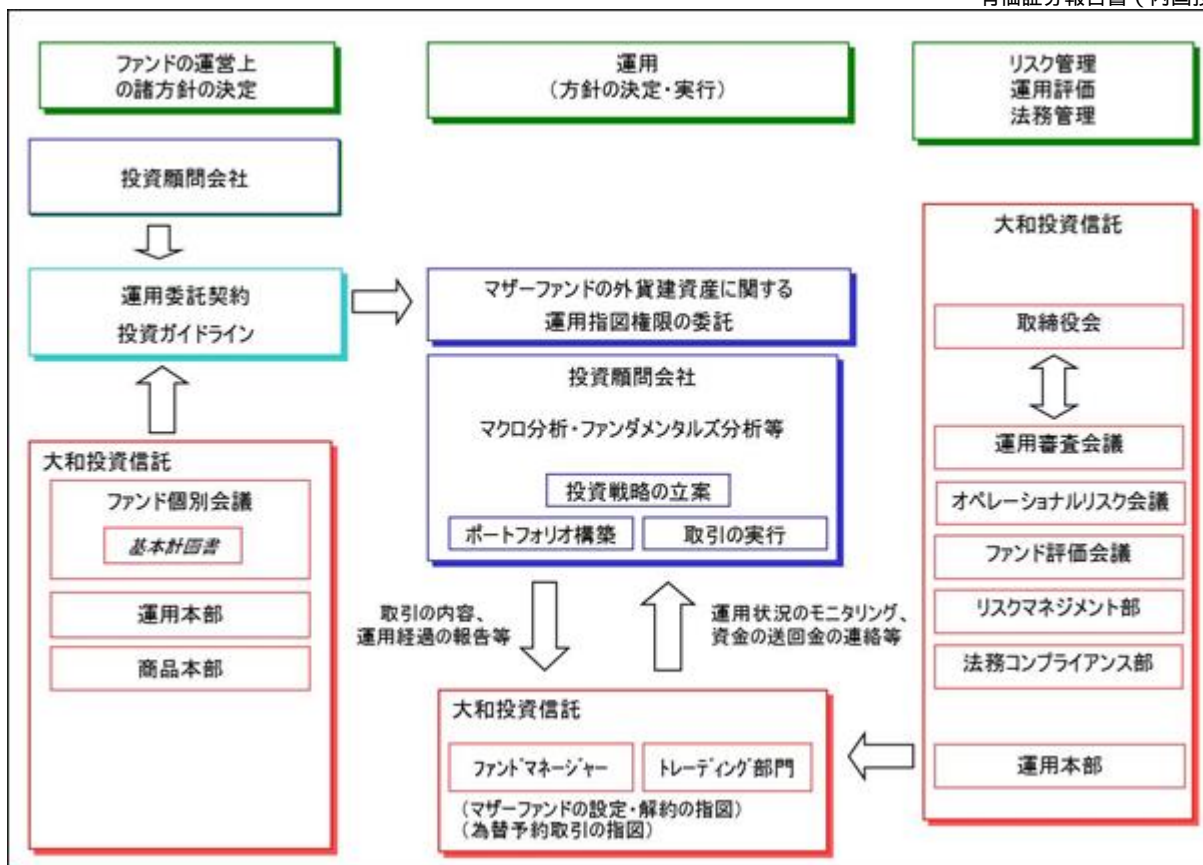 ファンドの運営上
の諸方針の決定
運用
(方針の決定・実行)
リスク管理
運用評価
法務管理
投資顧問会社
運用委託契約
投資ガイドライン
マザーファンドの外貨建資産に関する
運用指図権限の委託
投資顧問会社
マクロ分析・ファンダメンタルズ分析等
投資戦略の立案
ポートフォリオ構築
取引の実行
大和投資信託
ファンド個別会議
基本計画書
運用本部
商品本部
取引の内容、
運用経過の報告等
運用状況のモニタリング、
資金の送回金の連絡等
大和投資信託
ファンドマネージャー
トレーディング部門
(マザーファンドの設定・解約の指図)
(為替予約取引の指図)
大和投資信託
取締役会
運用審査会議
オペレーショナルリスク会議
ファンド評価会議
リスクマネジメント部
法務コンプライアンス部
運用本部